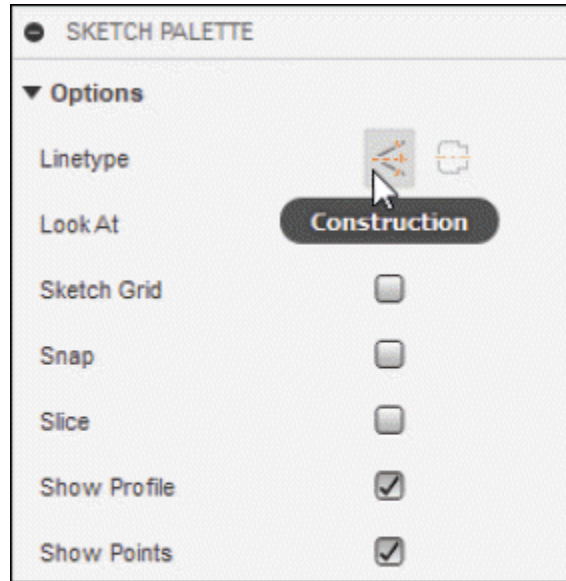 SKETCH PALETTE
Options
Linetype
Look At
Construction
Sketch Grid
Snap
Slice
Show Profile
Show Points